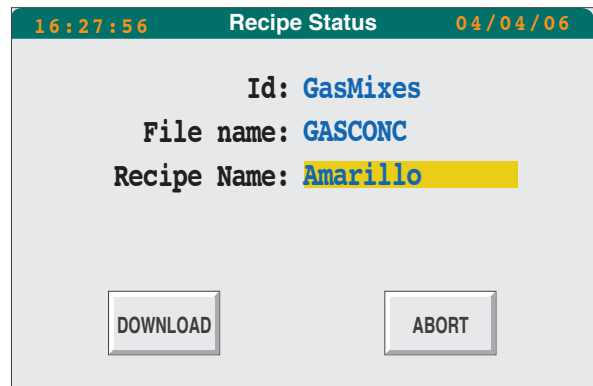 16:27:56 Recipe Status 04/04/06
Id: GasMixes
File name: GASCONC
Recipe Name: Amarillo
DOWNLOAD ABORT